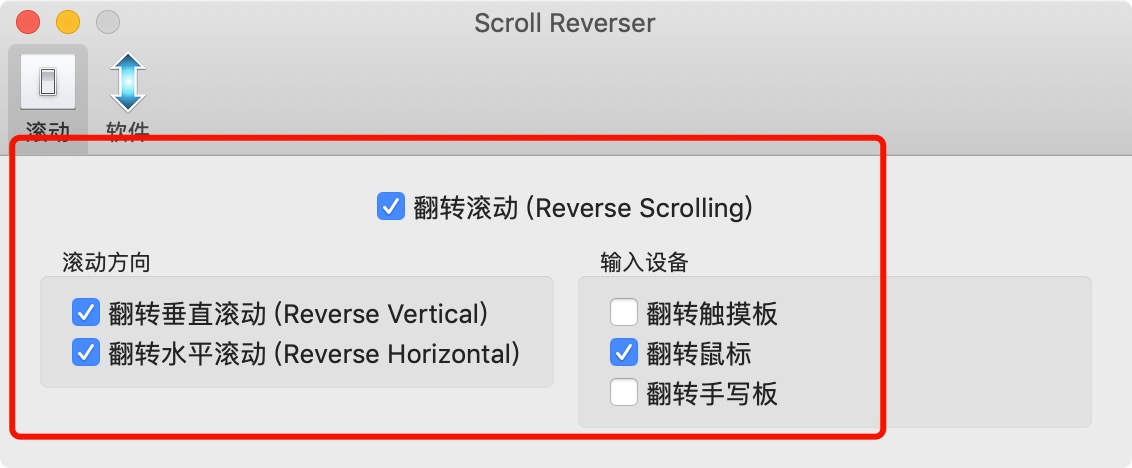 Scroll Reverser
滚动
软件
翻转滚动 (Reverse Scrolling)
滚动方向
翻转垂直滚动 (Reverse Vertical)
翻转水平滚动 (Reverse Horizontal)
输入设备
翻转触摸板
翻转鼠标
翻转手写板